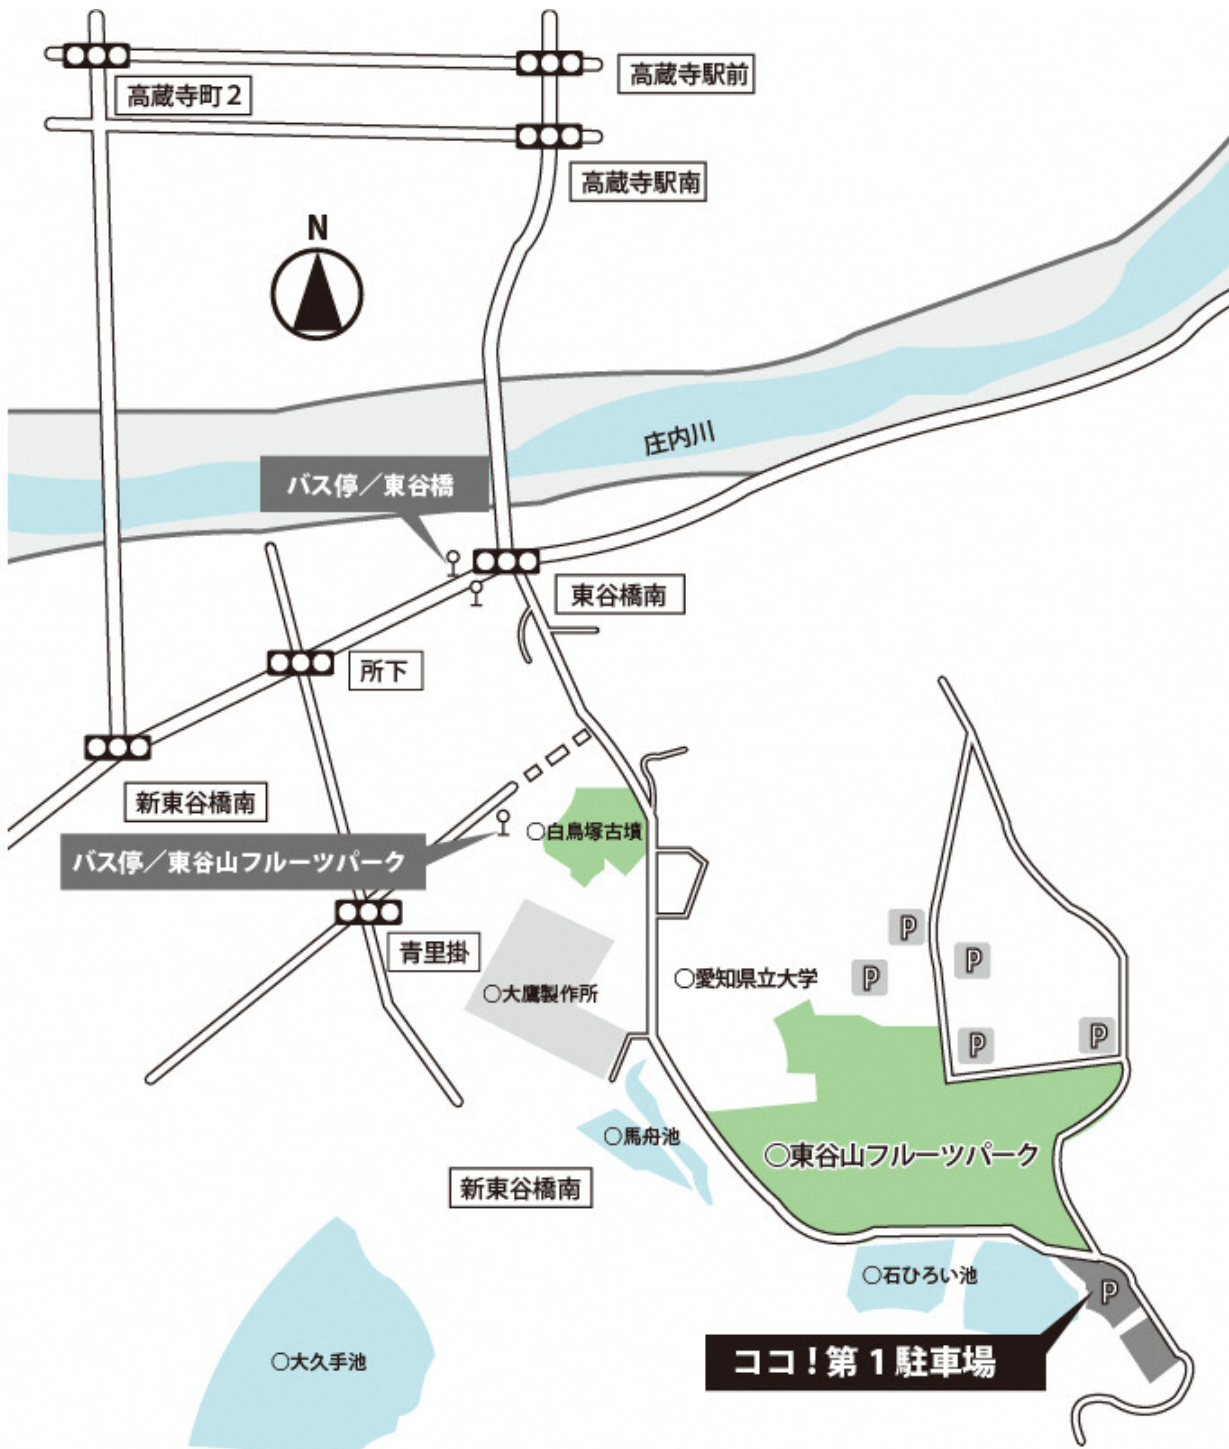 高蔵寺駅前
高蔵寺町2
高蔵寺駅南
N
庄内川
バス停／東谷橋
東谷橋南
所下
新東谷橋南
○白鳥塚古墳
バス停／東谷山フルーツパーク
P
青里掛
P
○愛知県立大学
P
○大鷹製作所
P
P
○馬舟池
○東谷山フルーツパーク
新東谷橋南
○石ひろい池
P
ココ！第1駐車場
○大久手池